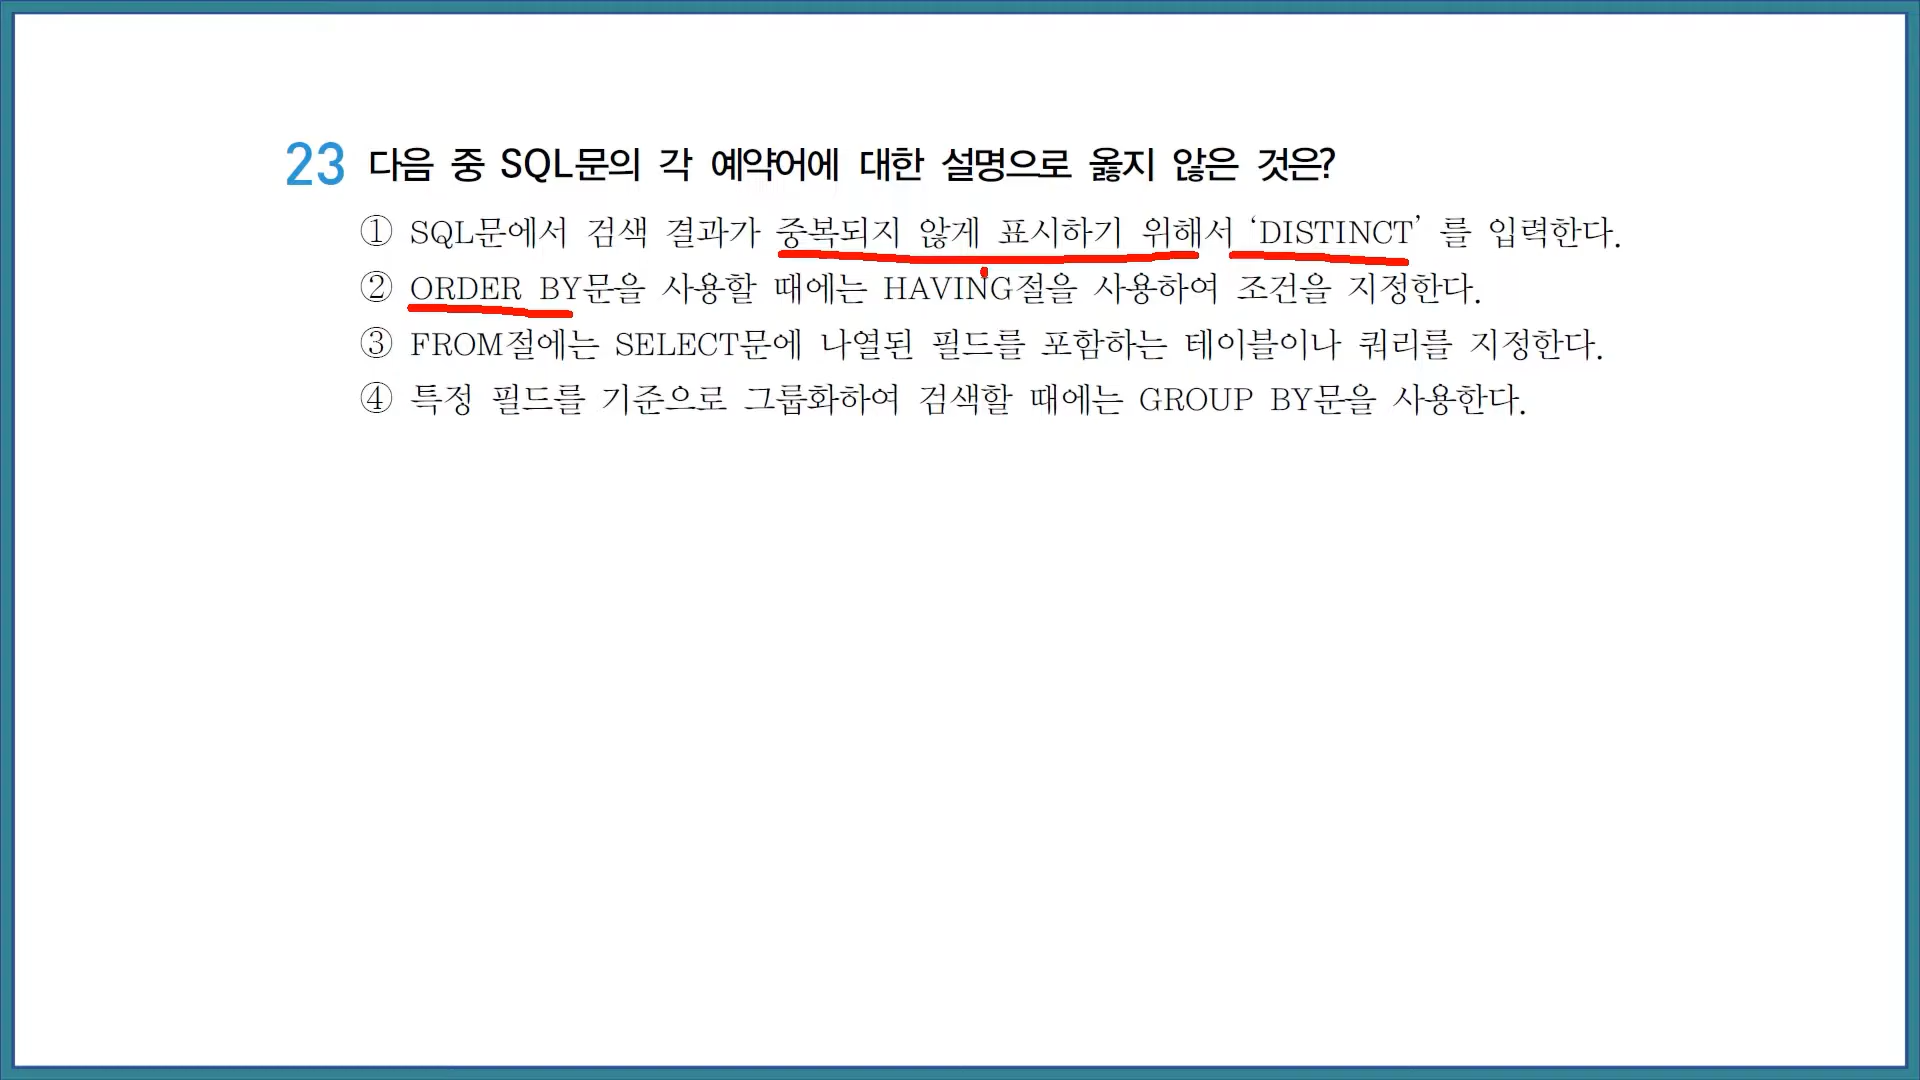 23 다음 중 SQL문의 각 예약어에 대한 설명으로 옳지 않은 것은?
① SQL문에서 검색 결과가 중복되지 않게 표시하기 위해서 ‘DISTINCT’ 를 입력한다.
② ORDER BY문을 사용할 때에는 HAVING절을 사용하여 조건을 지정한다.
③ FROM절에는 SELECT문에 나열된 필드를 포함하는 테이블이나 쿼리를 지정한다.
④ 특정 필드를 기준으로 그룹화하여 검색할 때에는 GROUP BY문을 사용한다.